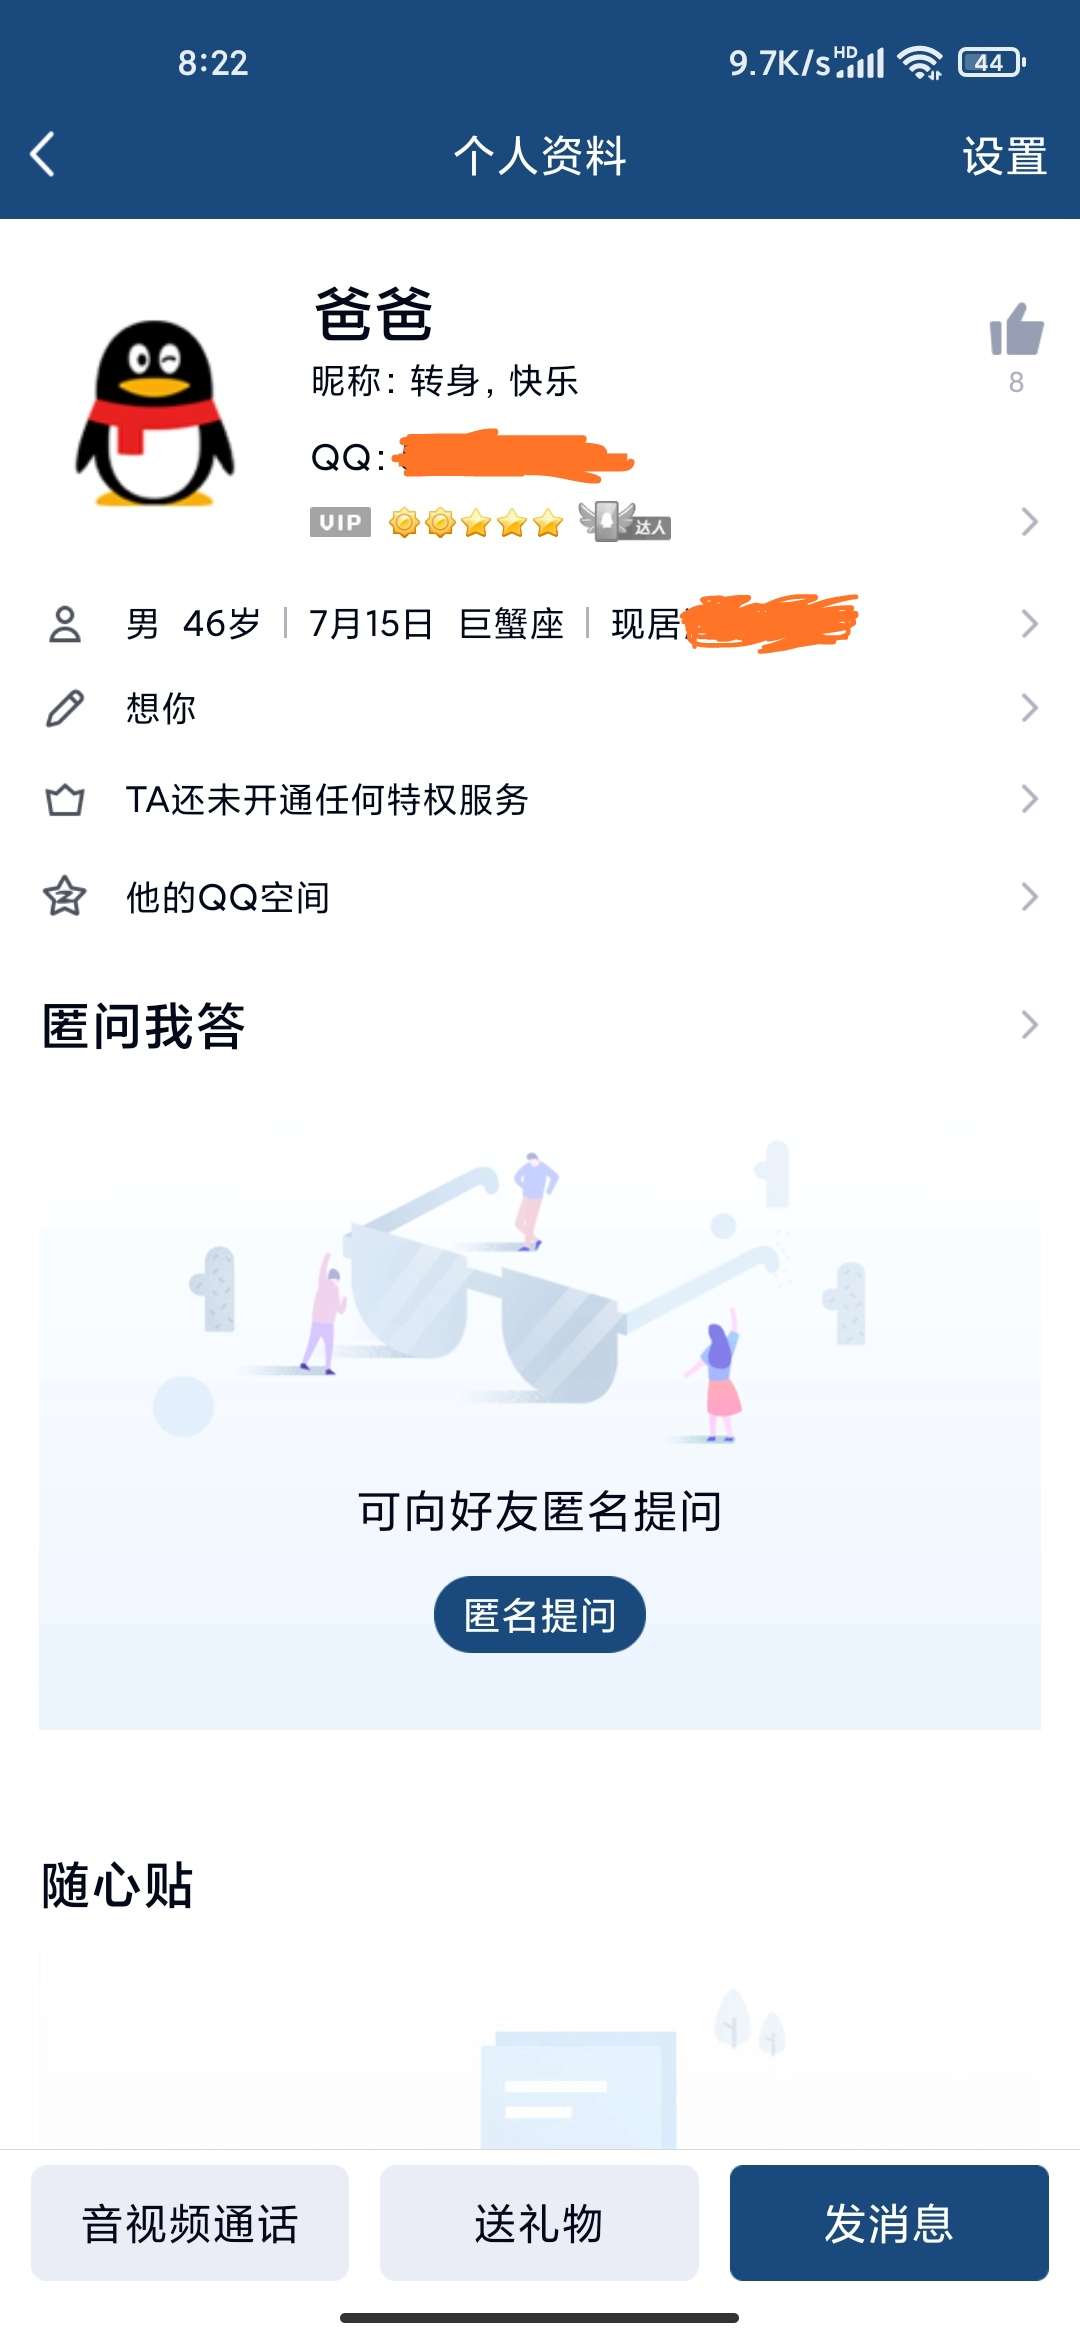 8:22
9.7K/s HD 44
个人资料
设置
爸爸
昵称: 转身, 快乐
8
QQ:
VIP
达人
男 46岁 | 7月15日 巨蟹座 | 现居
想你
TA还未开通任何特权服务
他的QQ空间
匿问我答
可向好友匿名提问
匿名提问
随心贴
音视频通话
送礼物
发消息